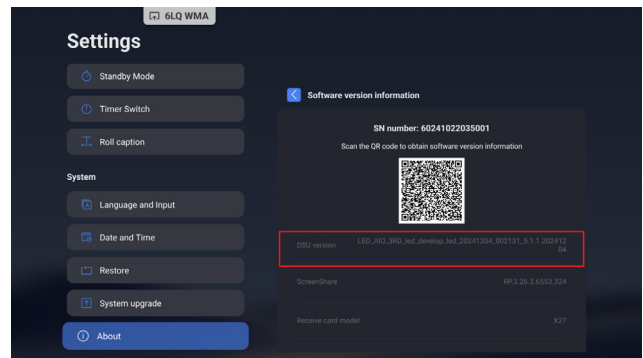 6LQ WMA
Settings
Standby Mode
Timer Switch
Roll caption
System
Language and Input
Date and Time
Restore
System upgrade
About
Software version information
SN number: 60241022035001
Scan the QR code to obtain software version information
DSU version LED_AIO_3RD_led_develop_led_20241204_002131_5.1.1.202412
04
ScreenShare RP.3.26.3.6553.324
Receive card model X27